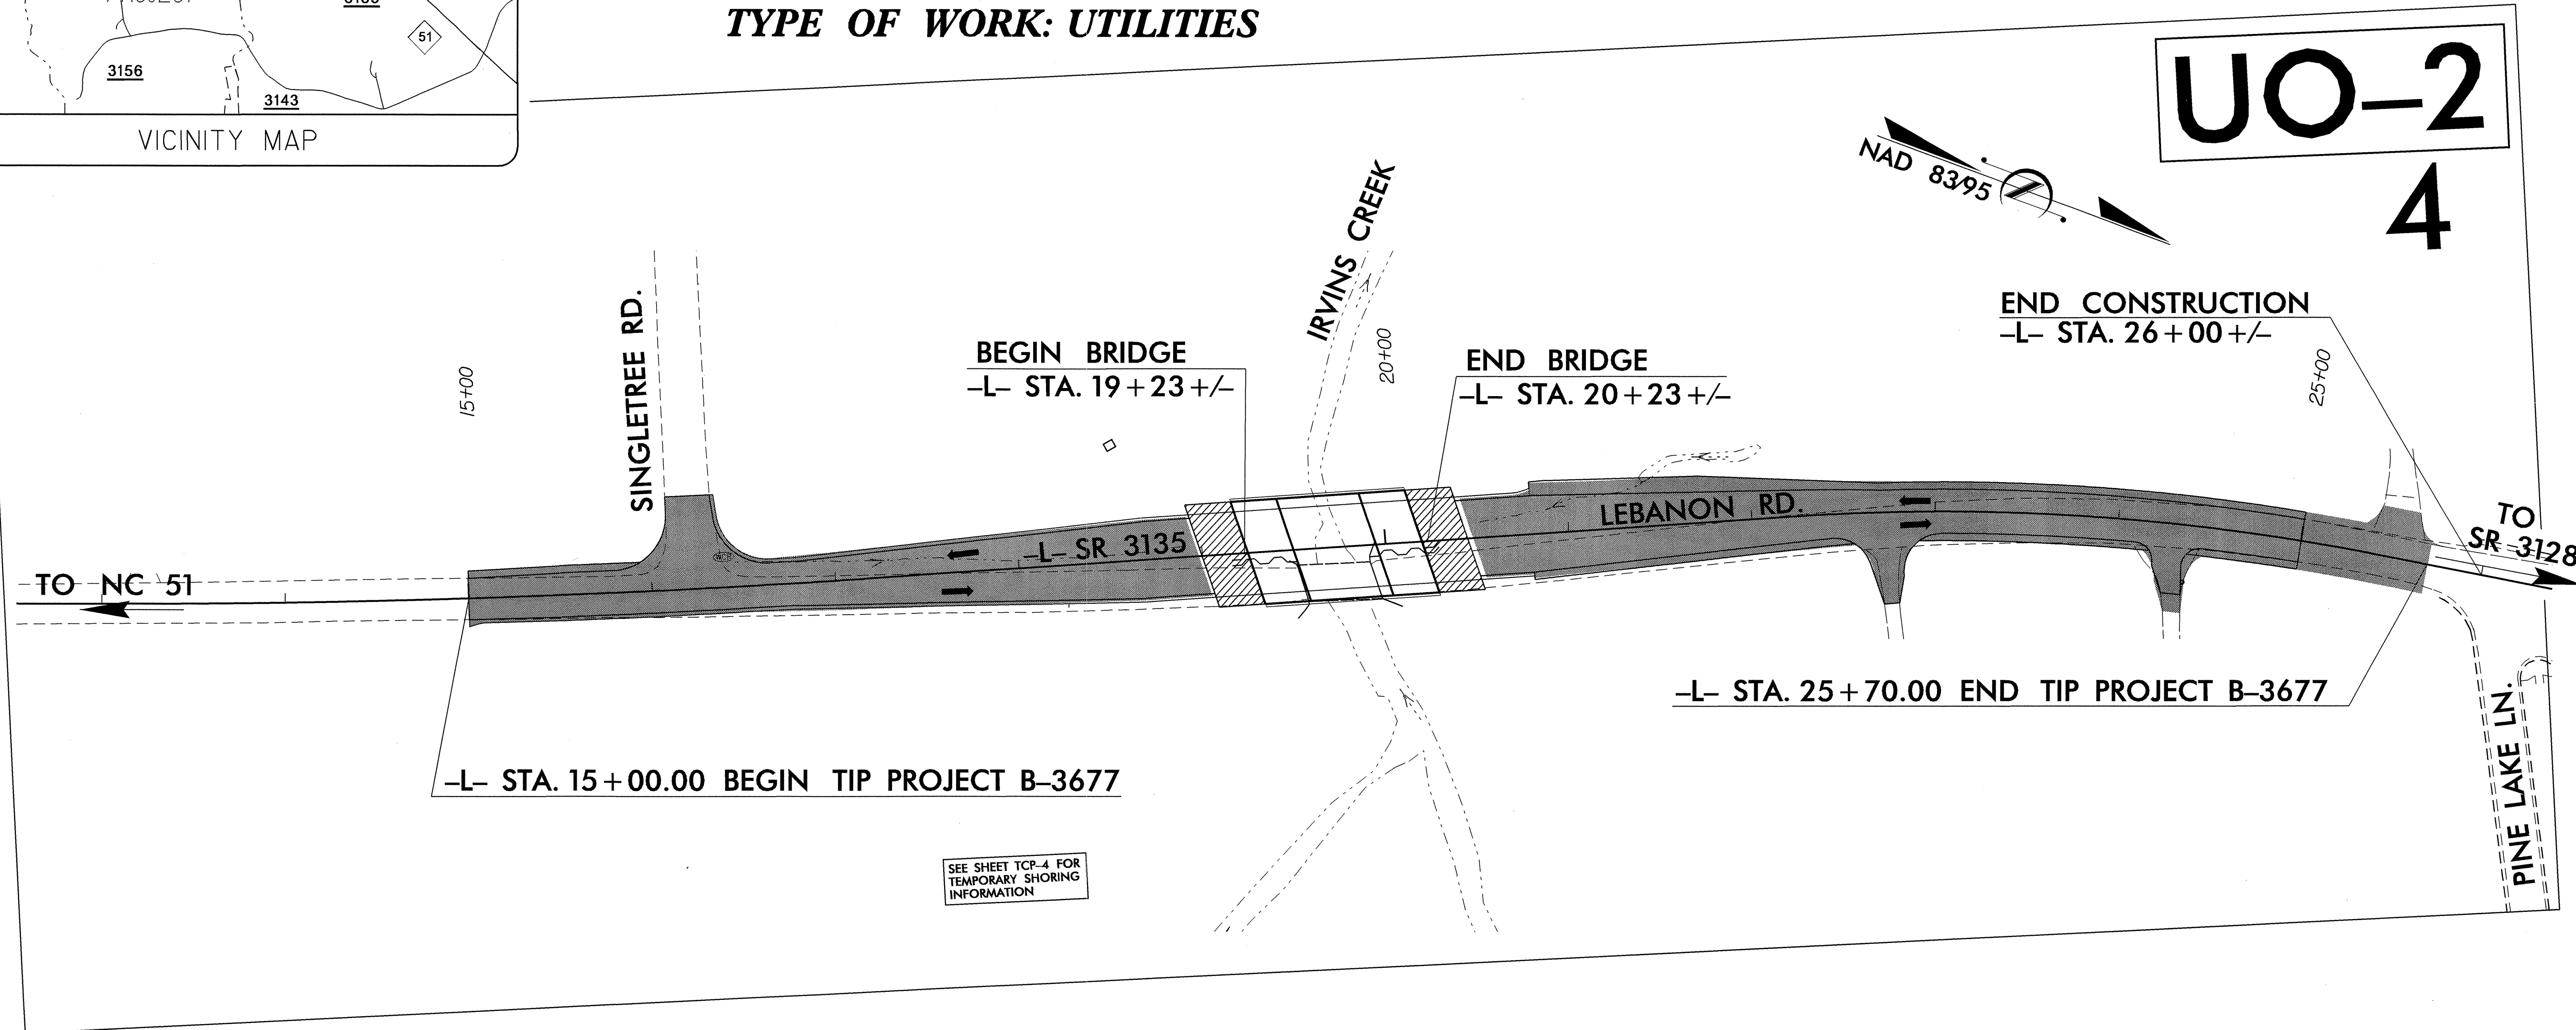 51
3156
3143
VICINITY MAP
TYPE OF WORK: UTILITIES
UO–2
4
NAD 83/95
IRVINS CREEK
SINGLETREE RD.
15+00
BEGIN BRIDGE
–L– STA. 19+23 +/–
20+00
END BRIDGE
–L– STA. 20+23 +/–
END CONSTRUCTION
–L– STA. 26+00 +/–
25+00
LEBANON RD.
–L– SR 3135
TO NC 51
TO
SR 3128
–L– STA. 25+70.00 END TIP PROJECT B–3677
–L– STA. 15+00.00 BEGIN TIP PROJECT B–3677
PINE LAKE LN.
SEE SHEET TCP–4 FOR
TEMPORARY SHORING
INFORMATION